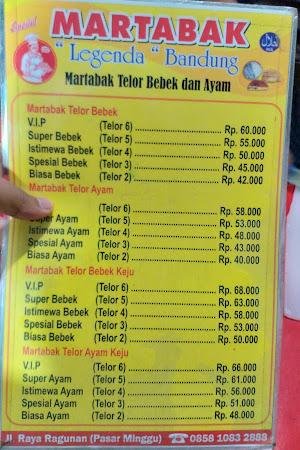 Spesial
MARTABAK
" Legenda " Bandung
HALAL
Martabak Telor Bebek dan Ayam
Martabak Telor Bebek
V.I.P (Telor 6) ................................ Rp. 60.000
Super Bebek (Telor 5) ................................ Rp. 55.000
Istimewa Bebek (Telor 4) ................................ Rp. 50.000
Spesial Bebek (Telor 3) ................................ Rp. 45.000
Biasa Bebek (Telor 2) ................................ Rp. 42.000
Martabak Telor Ayam
Telor 6) ................................ Rp. 58.000
Super Ayam (Telor 5) ................................ Rp. 53.000
Istimewa Ayam (Telor 4) ................................ Rp. 48.000
Spesial Ayam (Telor 3) ................................ Rp. 43.000
Biasa Ayam (Telor 2) ................................ Rp. 40.000
Martabak Telor Bebek Keju
V.I.P (Telor 6) ................................ Rp. 68.000
Super Bebek (Telor 5) ................................ Rp. 63.000
Istimewa Bebek (Telor 4) ................................ Rp. 58.000
Spesial Bebek (Telor 3) ................................ Rp. 53.000
Biasa Bebek (Telor 2) ................................ Rp. 50.000
Martabak Telor Ayam Keju
V.I.P (Telor 6) ................................ Rp. 66.000
Super Ayam (Telor 5) ................................ Rp. 61.000
Istimewa Ayam (Telor 4) ................................ Rp. 56.000
Spesial Ayam (Telor 3) ................................ Rp. 51.000
Biasa Ayam (Telor 2) ................................ Rp. 48.000
Jl. Raya Ragunan (Pasar Minggu) ☎ 0858 1083 2888